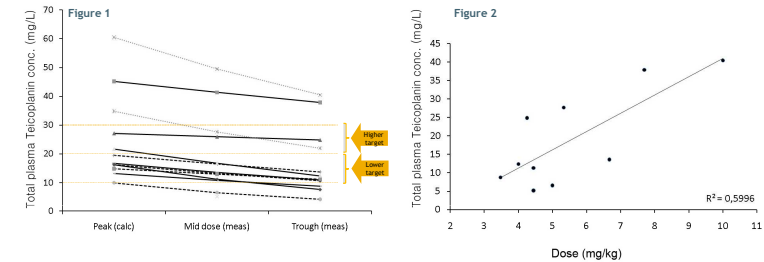 Figure 1
Total plasma Teicoplanin conc. (mg/L)
70
60
50
40
30
20
10
0
Higher
target
Lower
target
Peak (calc)
Mid dose (meas)
Trough (meas)
Figure 2
Total plasma Teicoplanin conc. (mg/L)
45
40
35
30
25
20
15
10
5
0
R² = 0,5996
2 3 4 5 6 7 8 9 10 11
Dose (mg/kg)